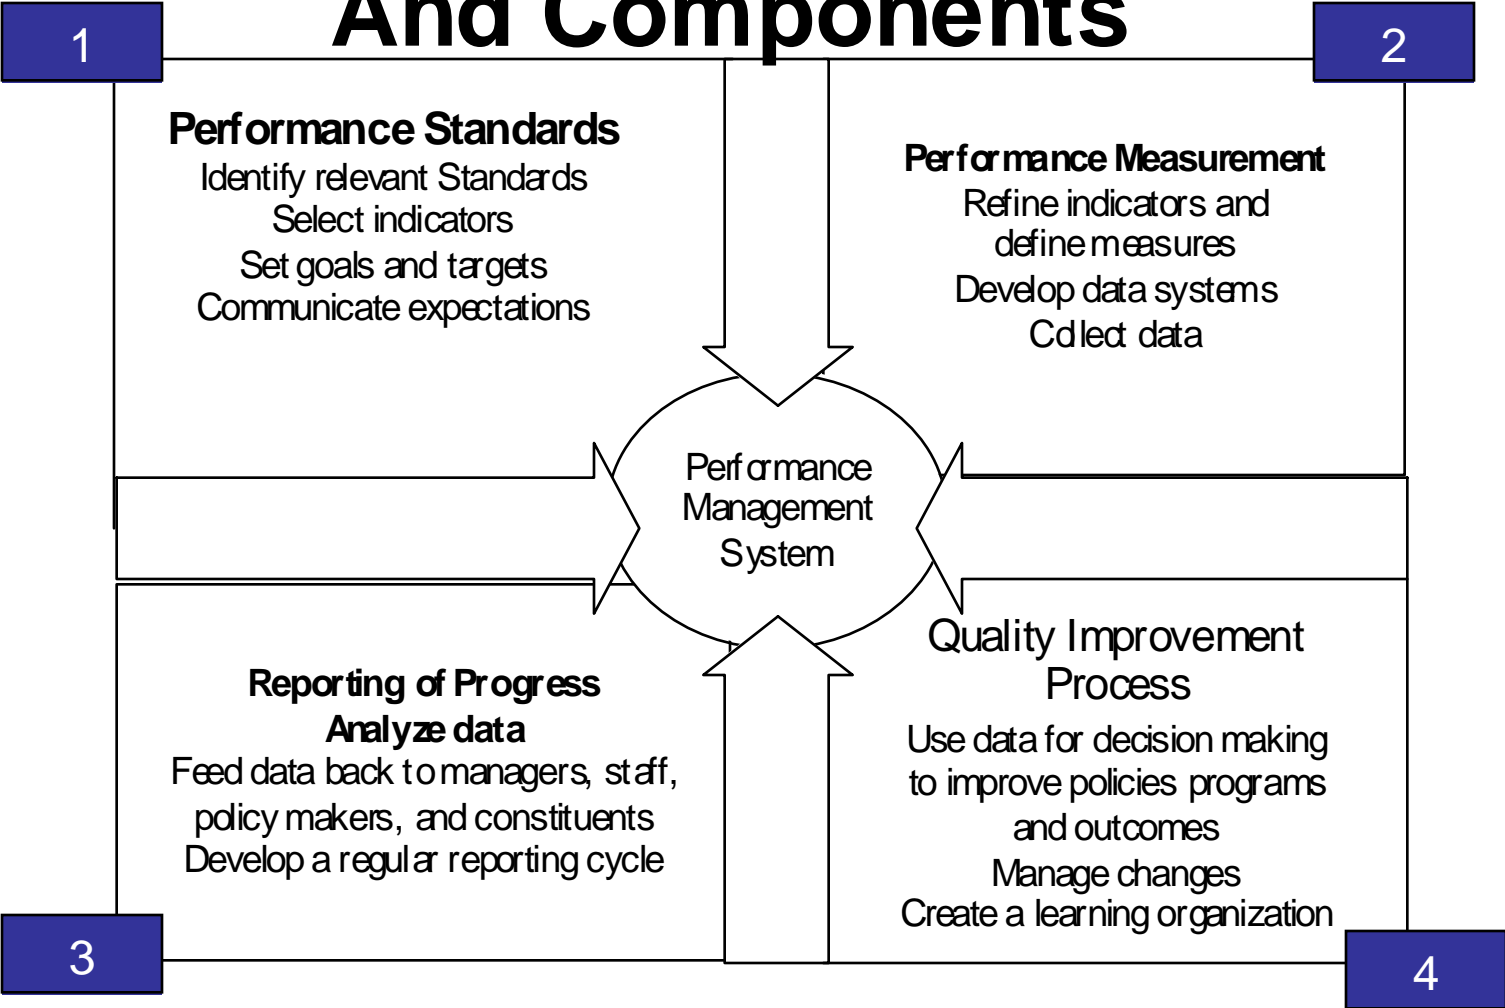 And Components
1
2
Performance Standards
Identify relevant Standards
Select indicators
Set goals and targets
Communicate expectations
Performance Measurement
Refine indicators and
define measures
Develop data systems
Collect data
Performance
Management
System
Reporting of Progress
Analyze data
Feed data back to managers, staff,
policy makers, and constituents
Develop a regular reporting cycle
Quality Improvement
Process
Use data for decision making
to improve policies programs
and outcomes
Manage changes
Create a learning organization
3
4